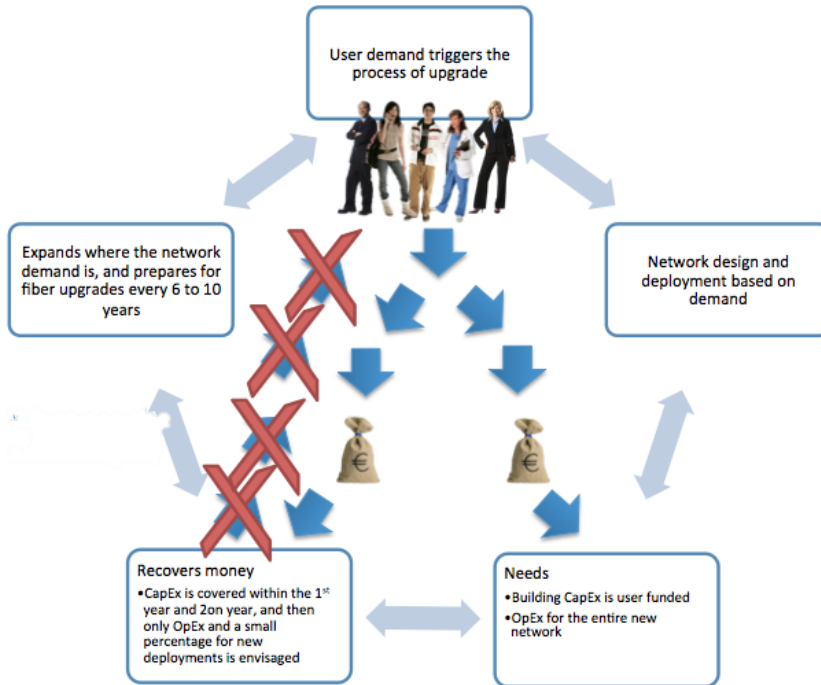 User demand triggers the
process of upgrade
Expands where the network
demand is, and prepares for
fiber upgrades every 6 to 10
years
Network design and
deployment based on
demand
€
€
Recovers money
•CapEx is covered within the 1st
year and 2on year, and then
only OpEx and a small
percentage for new
deployments is envisaged
Needs
•Building CapEx is user funded
•OpEx for the entire new
network